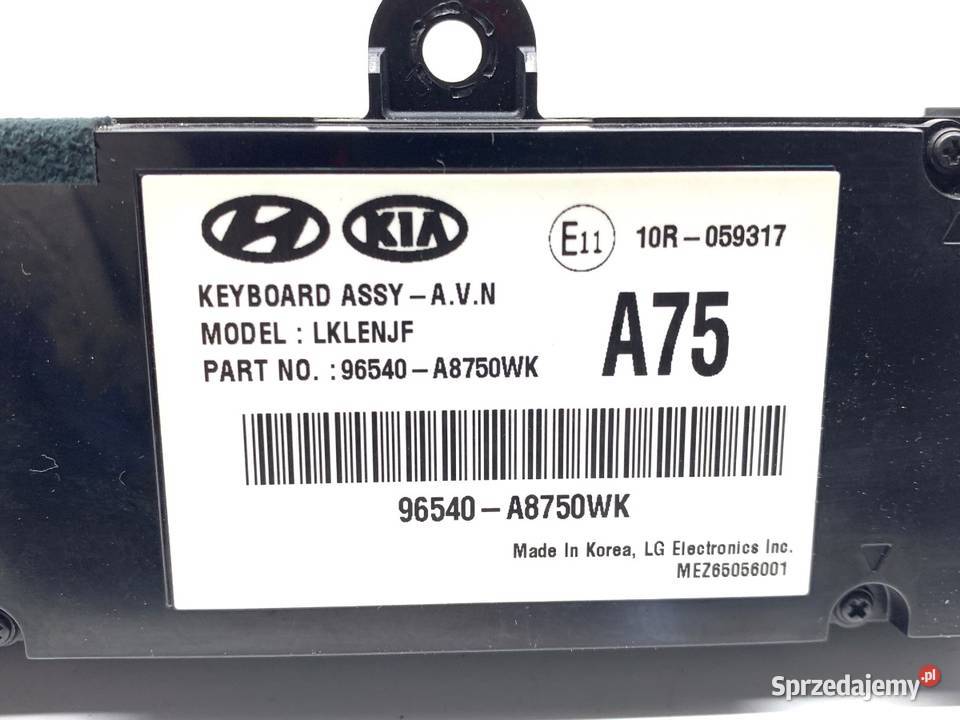 KIA E11 10R-059317
KEYBOARD ASSY-A.V.N
MODEL : LKLENJF
A75
PART NO. : 96540-A8750WK
96540-A8750WK
Made In Korea, LG Electronics Inc.
MEZ65056001
Sprzedajemy.pl